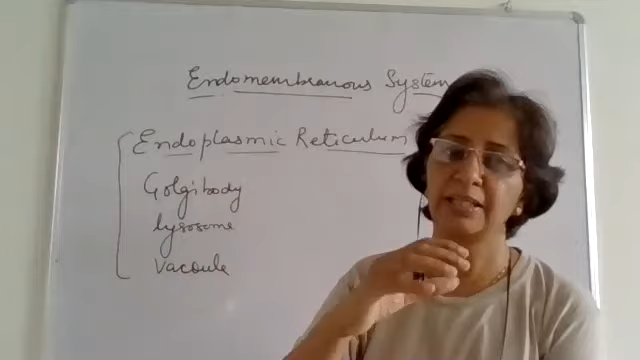 Endomembranous System
Endoplasmic Reticulum
Golgibody
lysosome
Vacoule